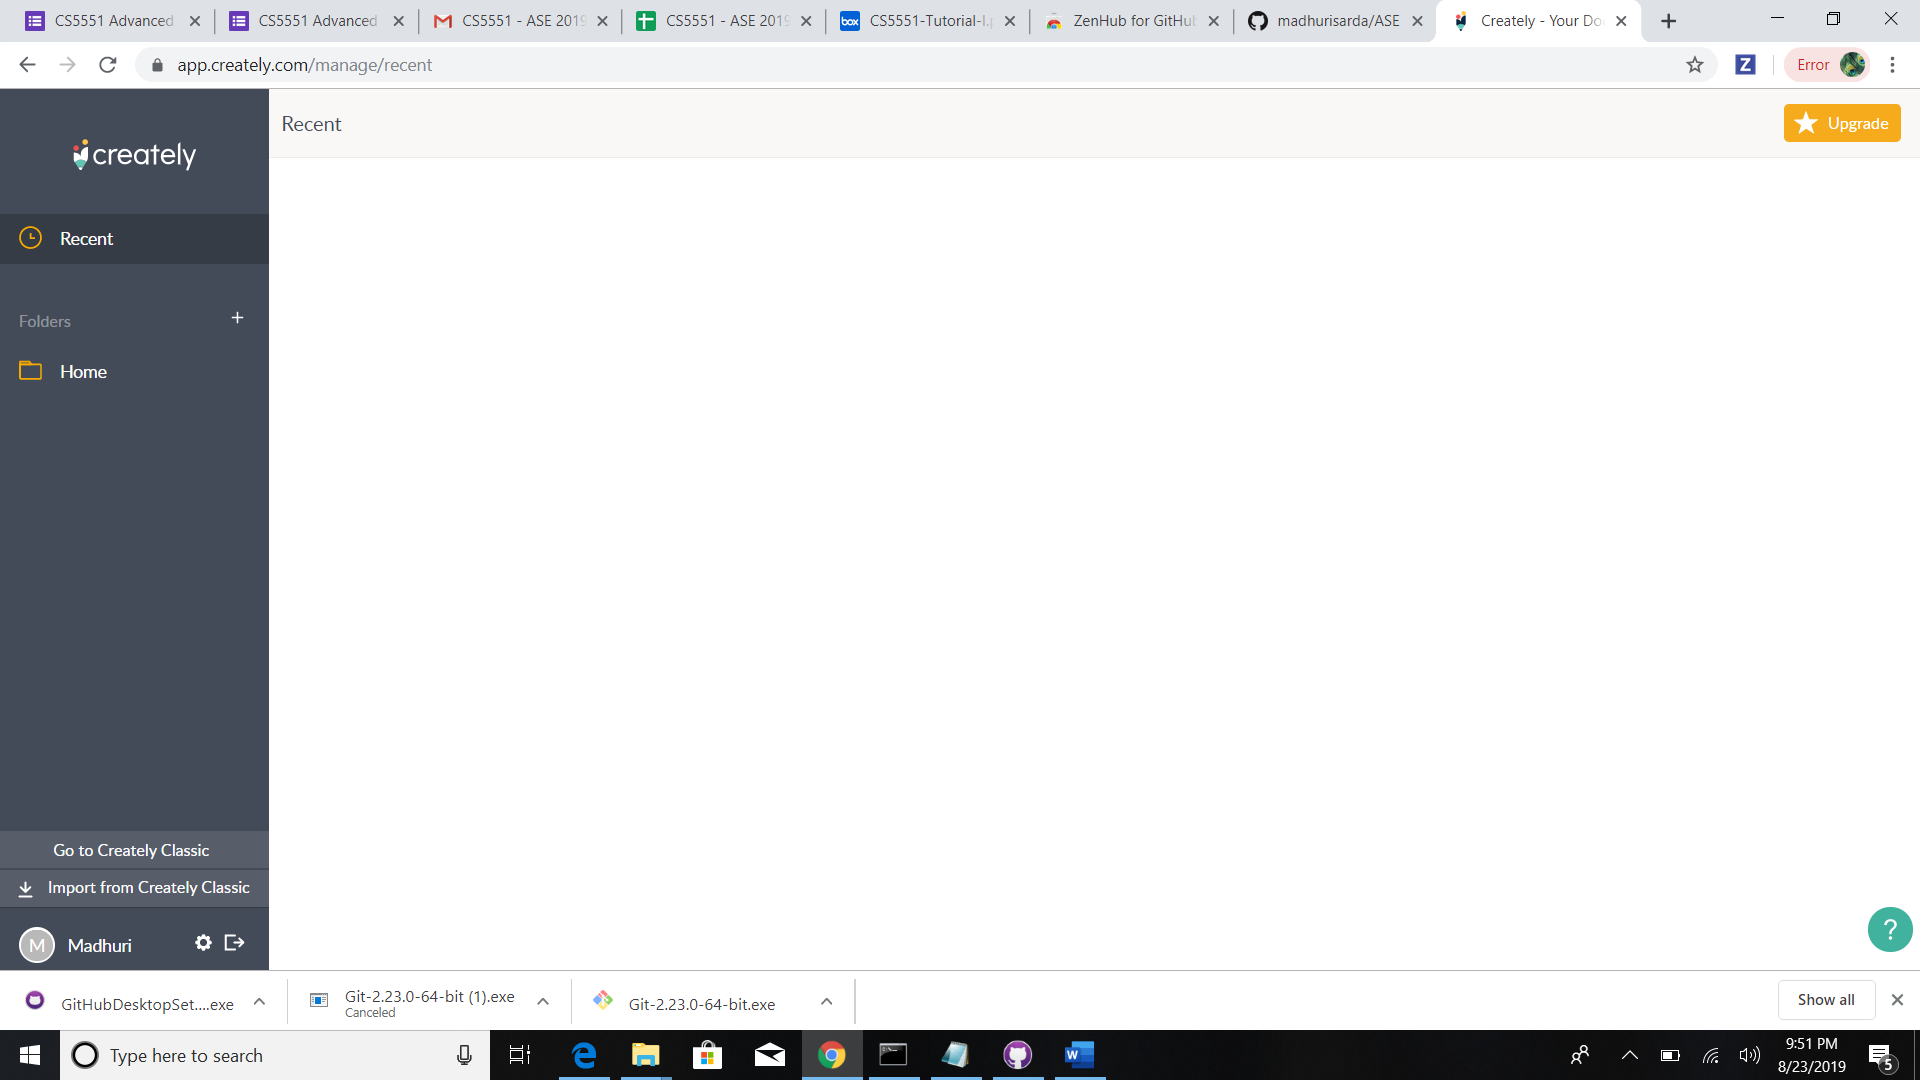 CS5551 Advanced
CS5551 Advanced
CS5551 - ASE 2019
CS5551 - ASE 2019
box
CS5551-Tutorial-I.p
ZenHub for GitHub
madhurisarda/ASE
Creately - Your Do
app.creately.com/manage/recent
Z
Error
creately
Recent
Upgrade
Recent
Folders
+
Home
Go to Creately Classic
Import from Creately Classic
M
Madhuri
?
GitHubDesktopSet....exe
Git-2.23.0-64-bit (1).exe
Canceled
Git-2.23.0-64-bit.exe
Show all
Type here to search
9:51 PM
8/23/2019
5